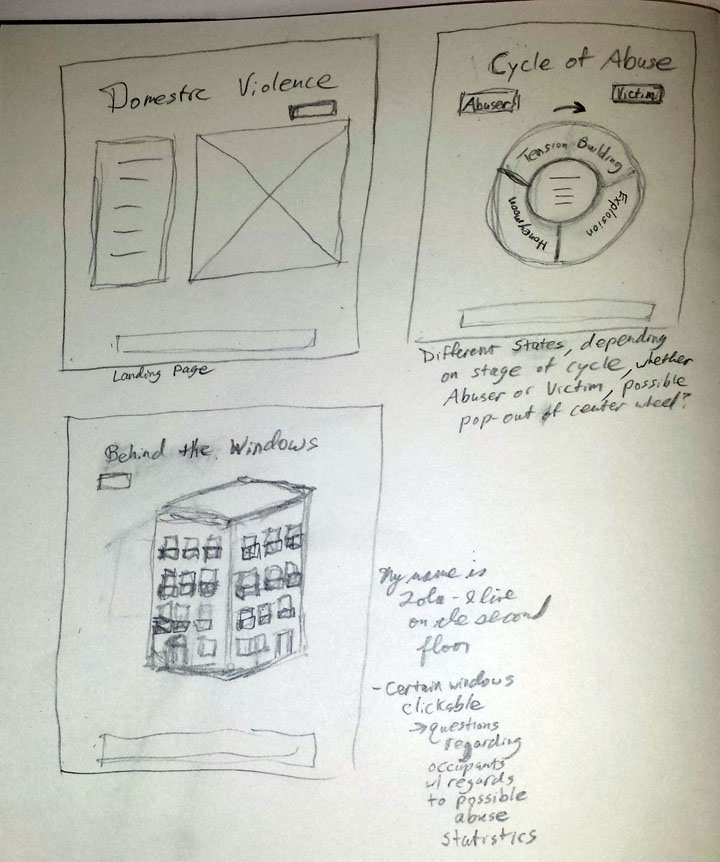 Domestic Violence
Landing Page
Cycle of Abuse
Abuser
Victim
Tension Building
Explosion
Honeymoon
Different States, depending
on stage of cycle, whether
Abuser or Victim, possible
pop-out of center wheel?
Behind the Windows
My name is
Zola - I live
on the second
floor
- Certain windows
clickable
→ questions
regarding
occupants
w/ regards
to possible
abuse
statistics